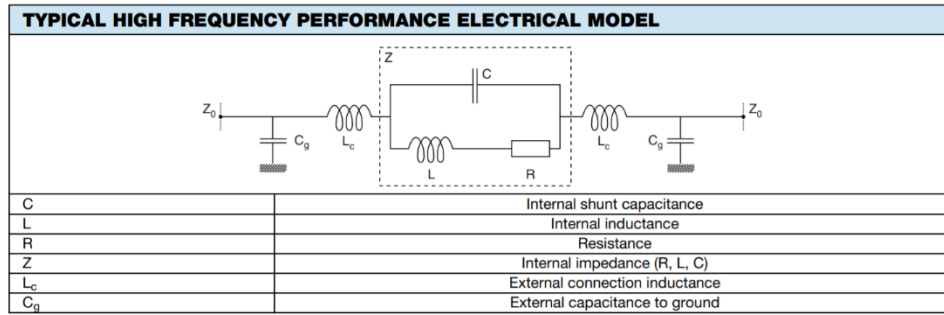 TYPICAL HIGH FREQUENCY PERFORMANCE ELECTRICAL MODEL
Z
C
Z0 Z0
Cg Lc Lc Cg
L R
C Internal shunt capacitance
L Internal inductance
R Resistance
Z Internal impedance (R, L, C)
Lc External connection inductance
Cg External capacitance to ground